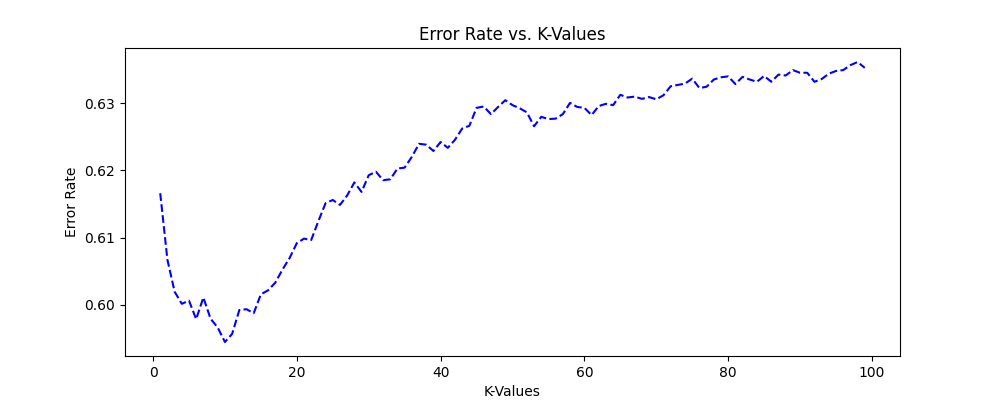 Error Rate vs. K-Values
Error Rate
0.63
0.62
0.61
0.60
0 20 40 60 80 100
K-Values